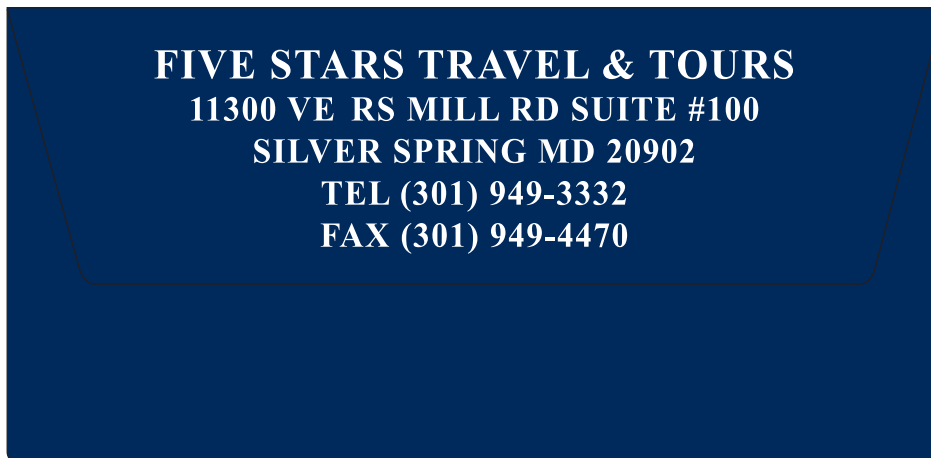 FIVE STARS TRAVEL & TOURS
11300 VE RS MILL RD SUITE #100
SILVER SPRING MD 20902
TEL (301) 949-3332
FAX (301) 949-4470